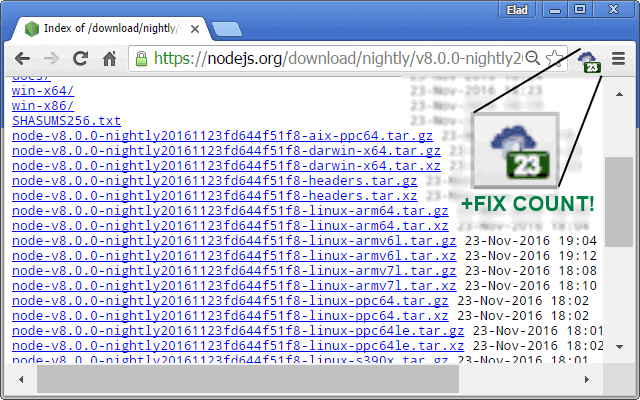 Elad
Index of /download/nightly/
https://nodejs.org/download/nightly/v8.0.0-nightly2
23
docs/
win-x64/
win-x86/
SHASUMS256.txt
node-v8.0.0-nightly20161123fd644f51f8-aix-ppc64.tar.gz
node-v8.0.0-nightly20161123fd644f51f8-darwin-x64.tar.gz
node-v8.0.0-nightly20161123fd644f51f8-darwin-x64.tar.xz
node-v8.0.0-nightly20161123fd644f51f8-headers.tar.gz
23
node-v8.0.0-nightly20161123fd644f51f8-headers.tar.xz
+FIX COUNT!
node-v8.0.0-nightly20161123fd644f51f8-linux-arm64.tar.gz
node-v8.0.0-nightly20161123fd644f51f8-linux-arm64.tar.xz
node-v8.0.0-nightly20161123fd644f51f8-linux-armv6l.tar.gz 23-Nov-2016 19:04
node-v8.0.0-nightly20161123fd644f51f8-linux-armv6l.tar.xz 23-Nov-2016 19:12
node-v8.0.0-nightly20161123fd644f51f8-linux-armv7l.tar.gz 23-Nov-2016 18:08
node-v8.0.0-nightly20161123fd644f51f8-linux-armv7l.tar.xz 23-Nov-2016 18:10
node-v8.0.0-nightly20161123fd644f51f8-linux-ppc64.tar.gz 23-Nov-2016 18:02
node-v8.0.0-nightly20161123fd644f51f8-linux-ppc64.tar.xz 23-Nov-2016 18:02
node-v8.0.0-nightly20161123fd644f51f8-linux-ppc64le.tar.gz 23-Nov-2016 18:01
node-v8.0.0-nightly20161123fd644f51f8-linux-ppc64le.tar.xz 23-Nov-2016 18:02
node-v8.0.0-nightly20161123fd644f51f8-linux-s390x.tar.gz 23-Nov-2016 18:01